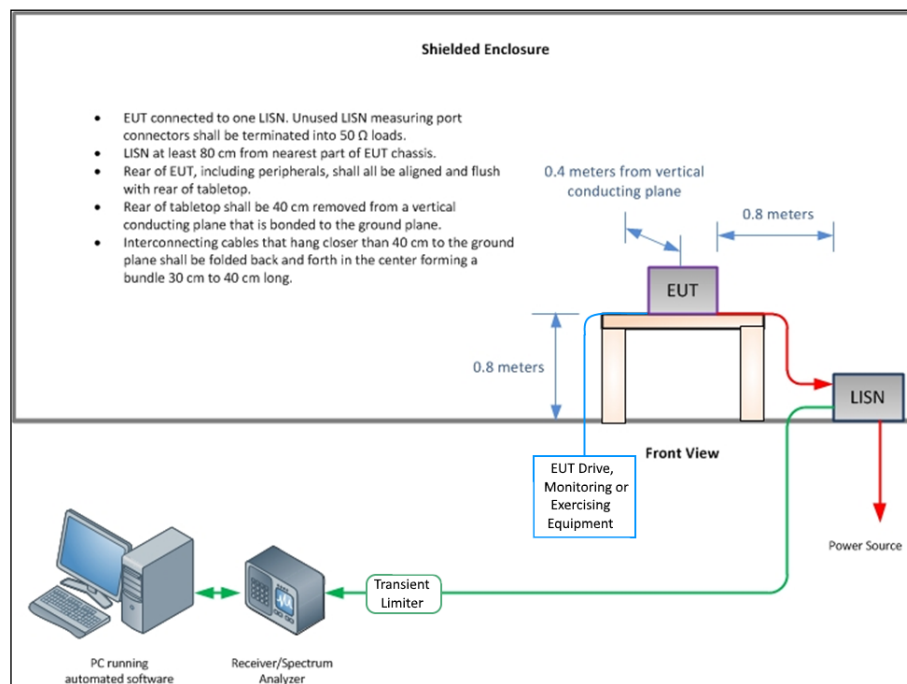 Shielded Enclosure
• EUT connected to one LISN. Unused LISN measuring port
connectors shall be terminated into 50 Ω loads.
• LISN at least 80 cm from nearest part of EUT chassis.
• Rear of EUT, including peripherals, shall all be aligned and flush
with rear of tabletop.
• Rear of tabletop shall be 40 cm removed from a vertical
conducting plane that is bonded to the ground plane.
• Interconnecting cables that hang closer than 40 cm to the ground
plane shall be folded back and forth in the center forming a
bundle 30 cm to 40 cm long.
0.4 meters from vertical
conducting plane
0.8 meters
EUT
0.8 meters
LISN
Front View
EUT Drive,
Monitoring or
Exercising
Equipment
Power Source
Transient
Limiter
PC running
automated software
Receiver/Spectrum
Analyzer